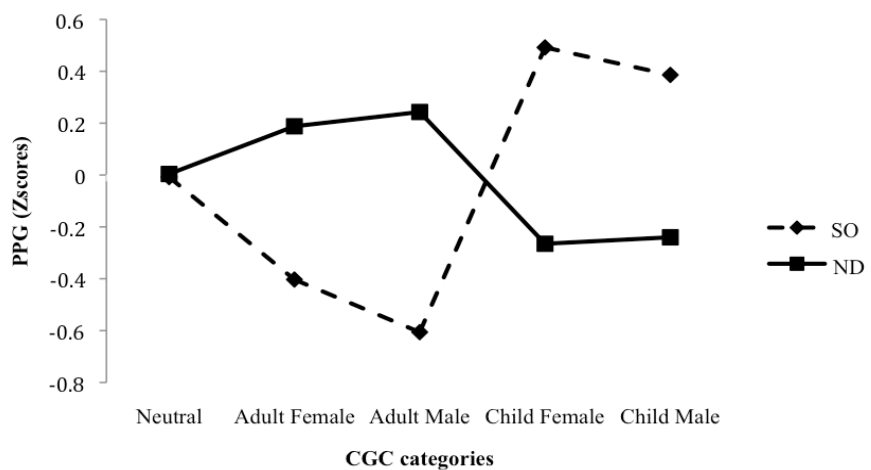 0.6
0.4
0.2
0
-0.2
-0.4
-0.6
-0.8
PPG (Zscores)
SO
ND
Neutral Adult Female Adult Male Child Female Child Male
CGC categories